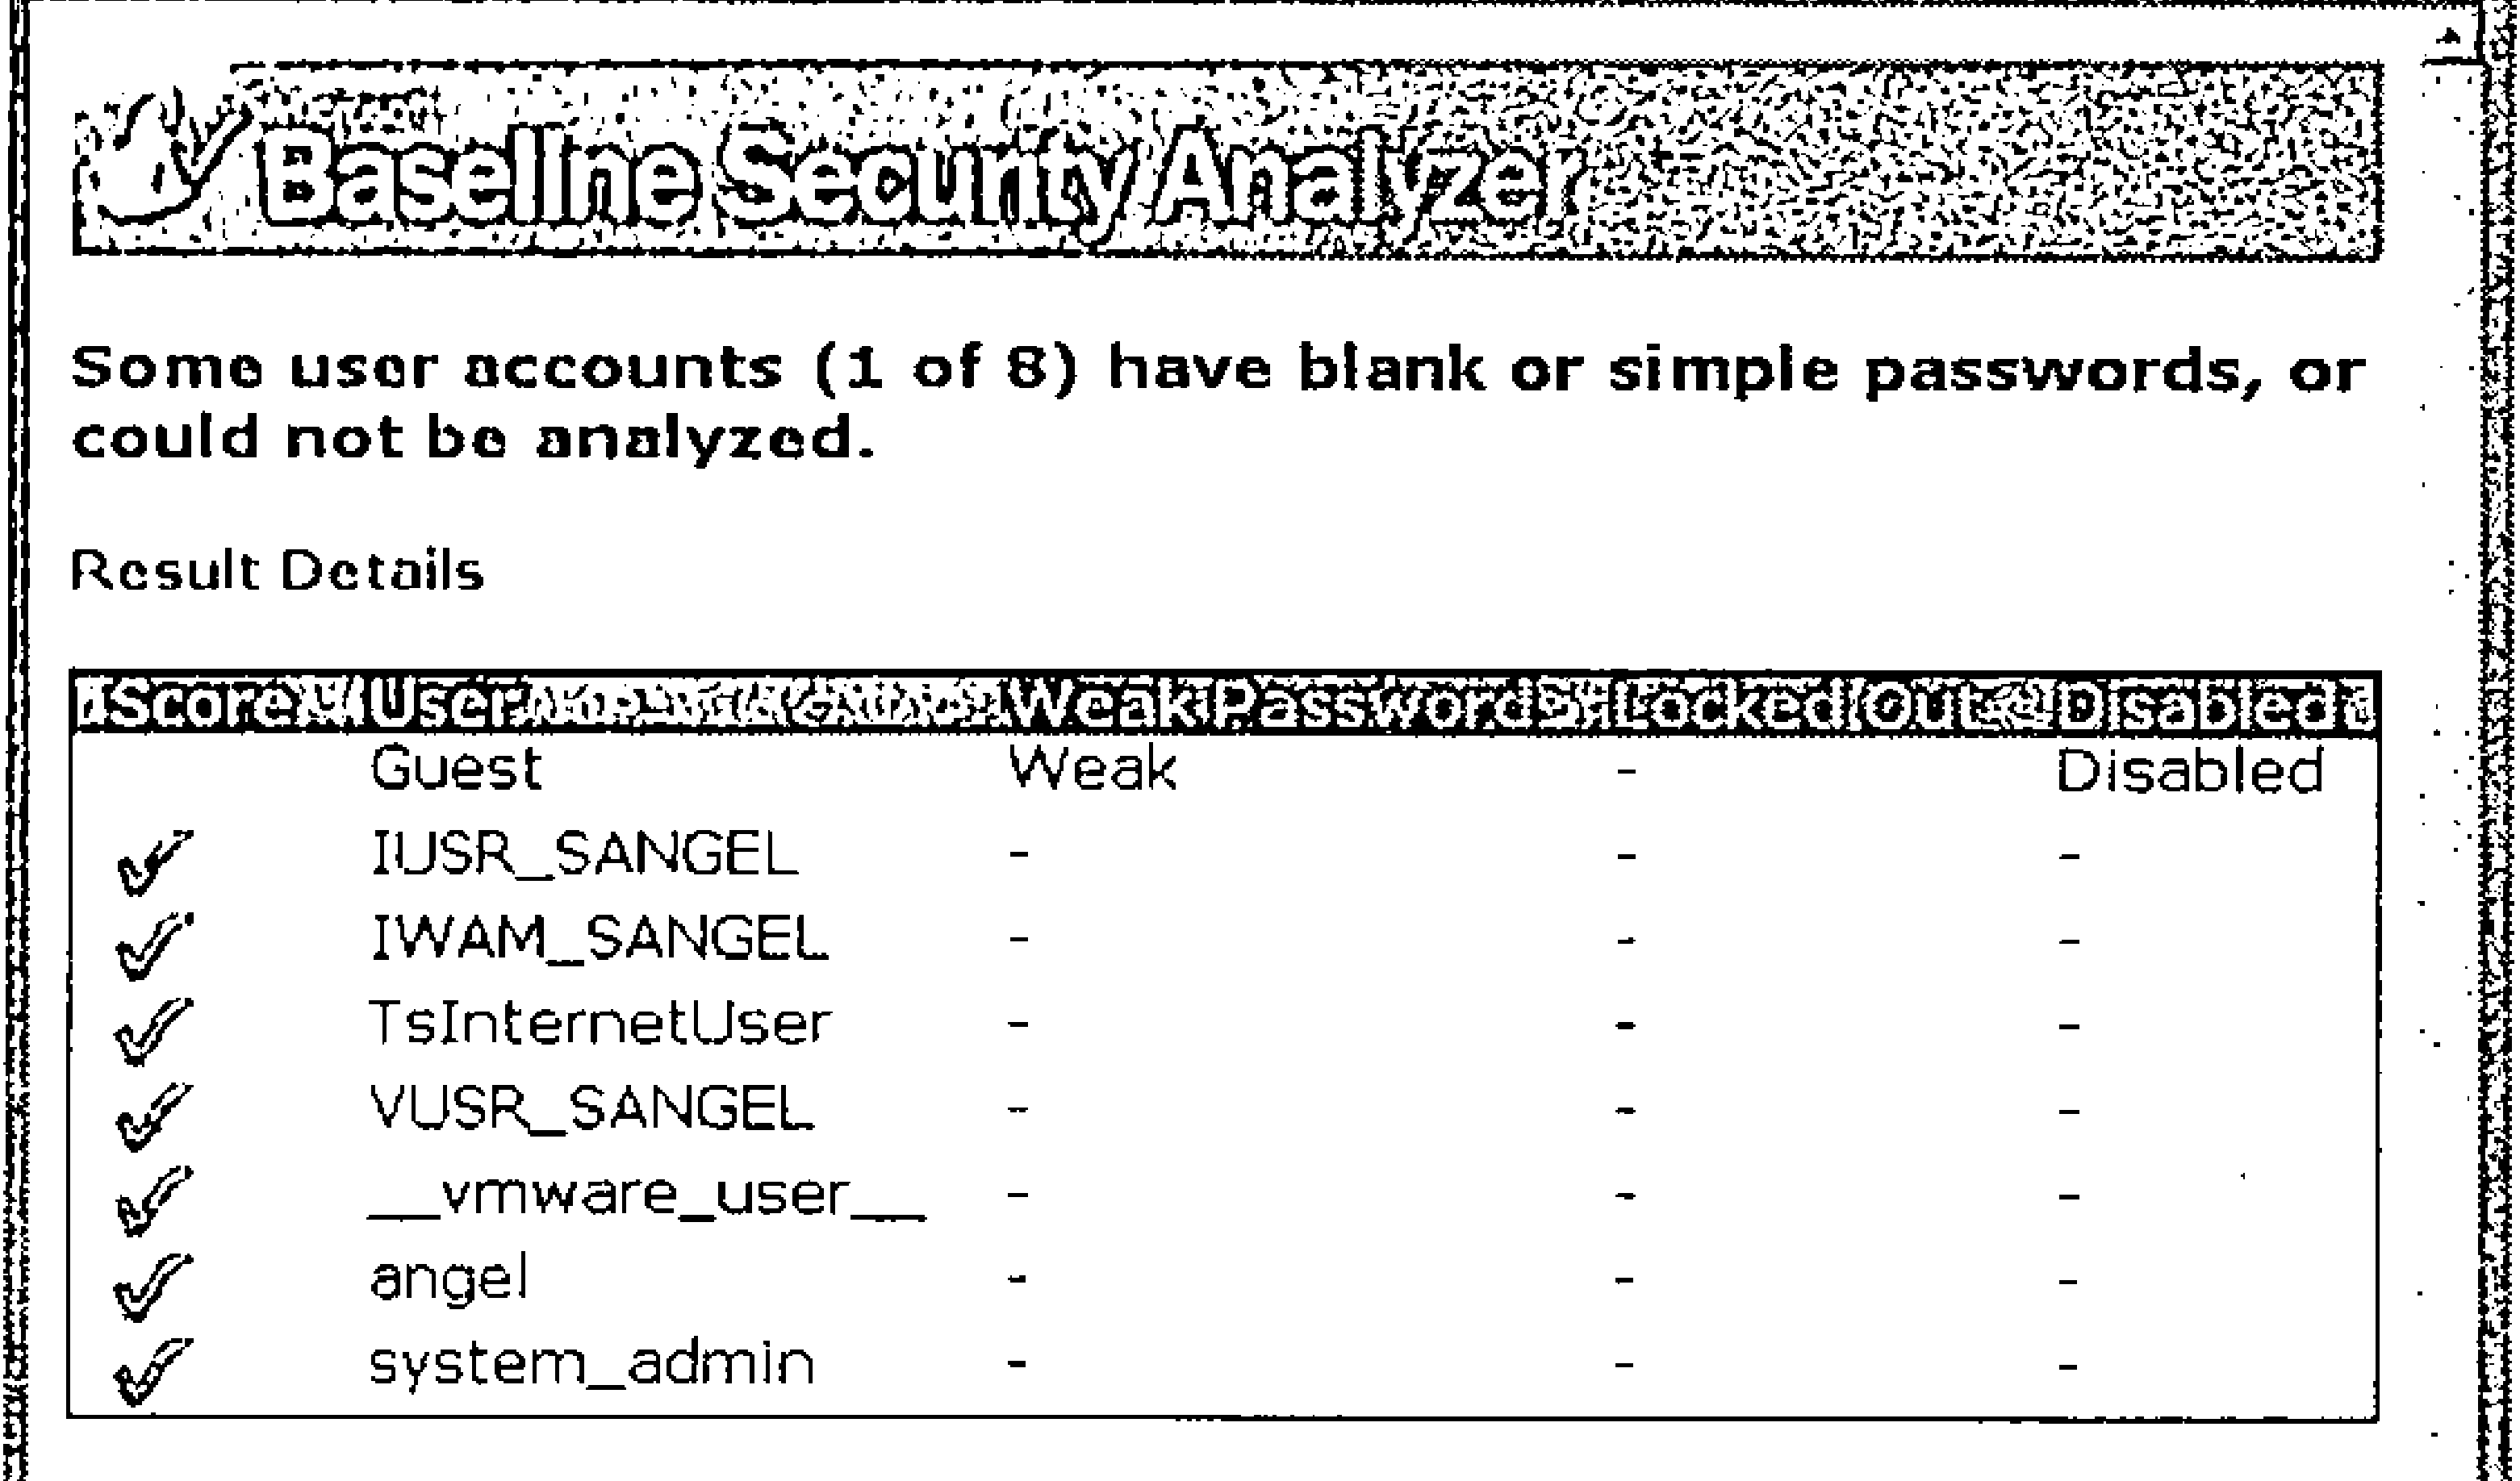 Microsoft
Baseline Security Analyzer
Some user accounts (1 of 8) have blank or simple passwords, or
could not be analyzed.
Result Details
Score User Weak Password Locked Out Disabled
Guest Weak - Disabled
IUSR_SANGEL - - -
IWAM_SANGEL - - -
TsInternetUser - - -
VUSR_SANGEL - - -
__vmware_user__ - - -
angel - - -
system_admin - - -